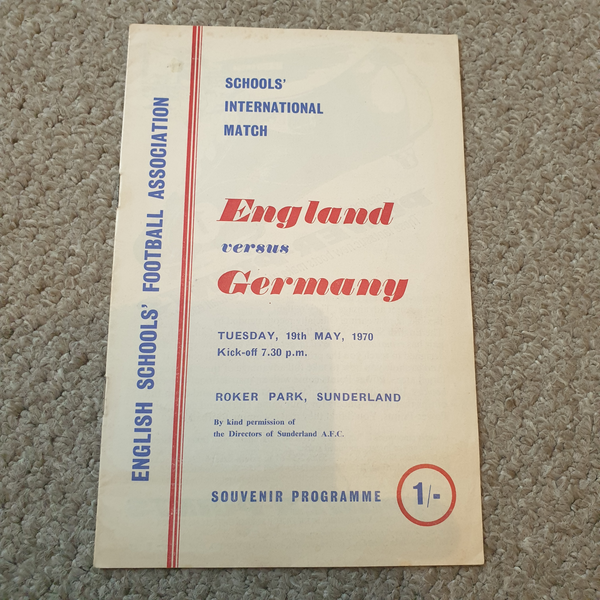 ENGLISH SCHOOLS' FOOTBALL ASSOCIATION
SCHOOLS'
INTERNATIONAL
MATCH
England
versus
Germany
TUESDAY, 19th MAY, 1970
Kick-off 7.30 p.m.
ROKER PARK, SUNDERLAND
By kind permission of
the Directors of Sunderland A.F.C.
SOUVENIR PROGRAMME
1/-